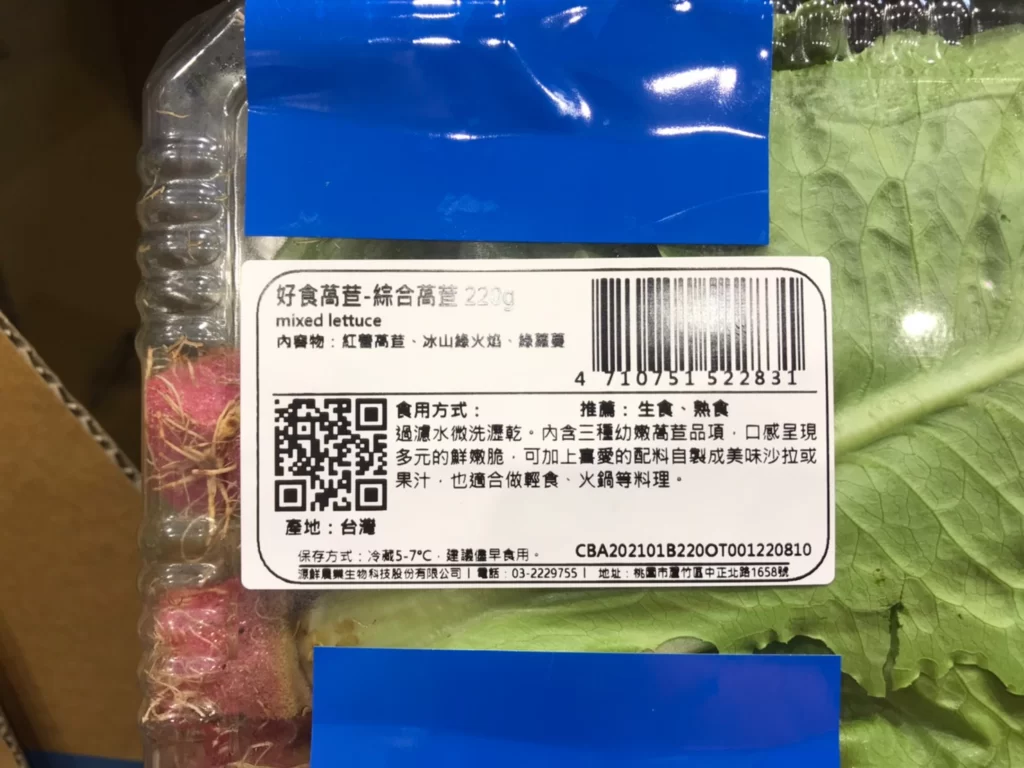 好食萵苣-綜合萵苣 220g
mixed lettuce
內容物：紅蕾萵苣、冰山綠火焰、綠蘿蔓
4 710751 522831
食用方式： 推薦：生食、熟食
過濾水微洗瀝乾。內含三種幼嫩萵苣品項，口感呈現
多元的鮮嫩脆，可加上喜愛的配料自製成美味沙拉或
果汁，也適合做輕食、火鍋等料理。
產地：台灣
保存方式：冷藏5-7°C，建議儘早食用。
CBA202101B220OT001220810
源鮮農業生物科技股份有限公司 | 電話：03-2229755 | 地址：桃園市蘆竹區中正北路1658號